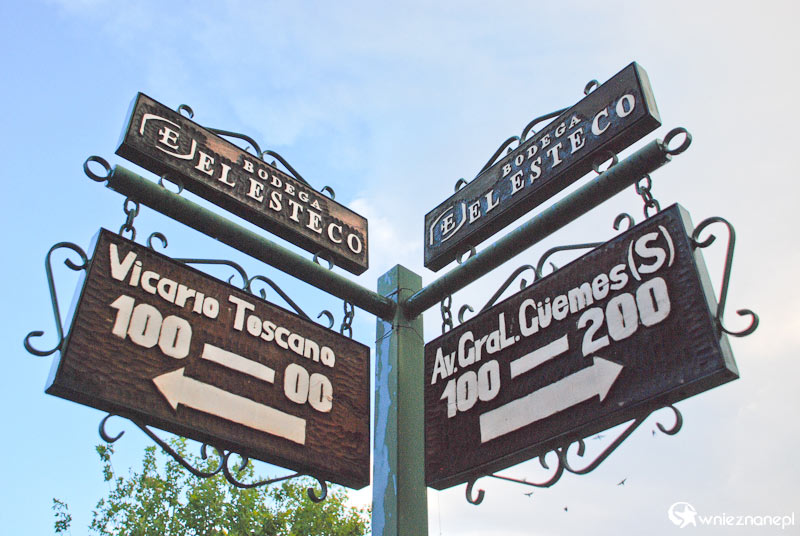 E
BODEGA
EL ESTECO
Vicario Toscano
100 — 00
E
BODEGA
EL ESTECO
Av. GraL. Güemes (S)
100 — 200
wnieznane.pl